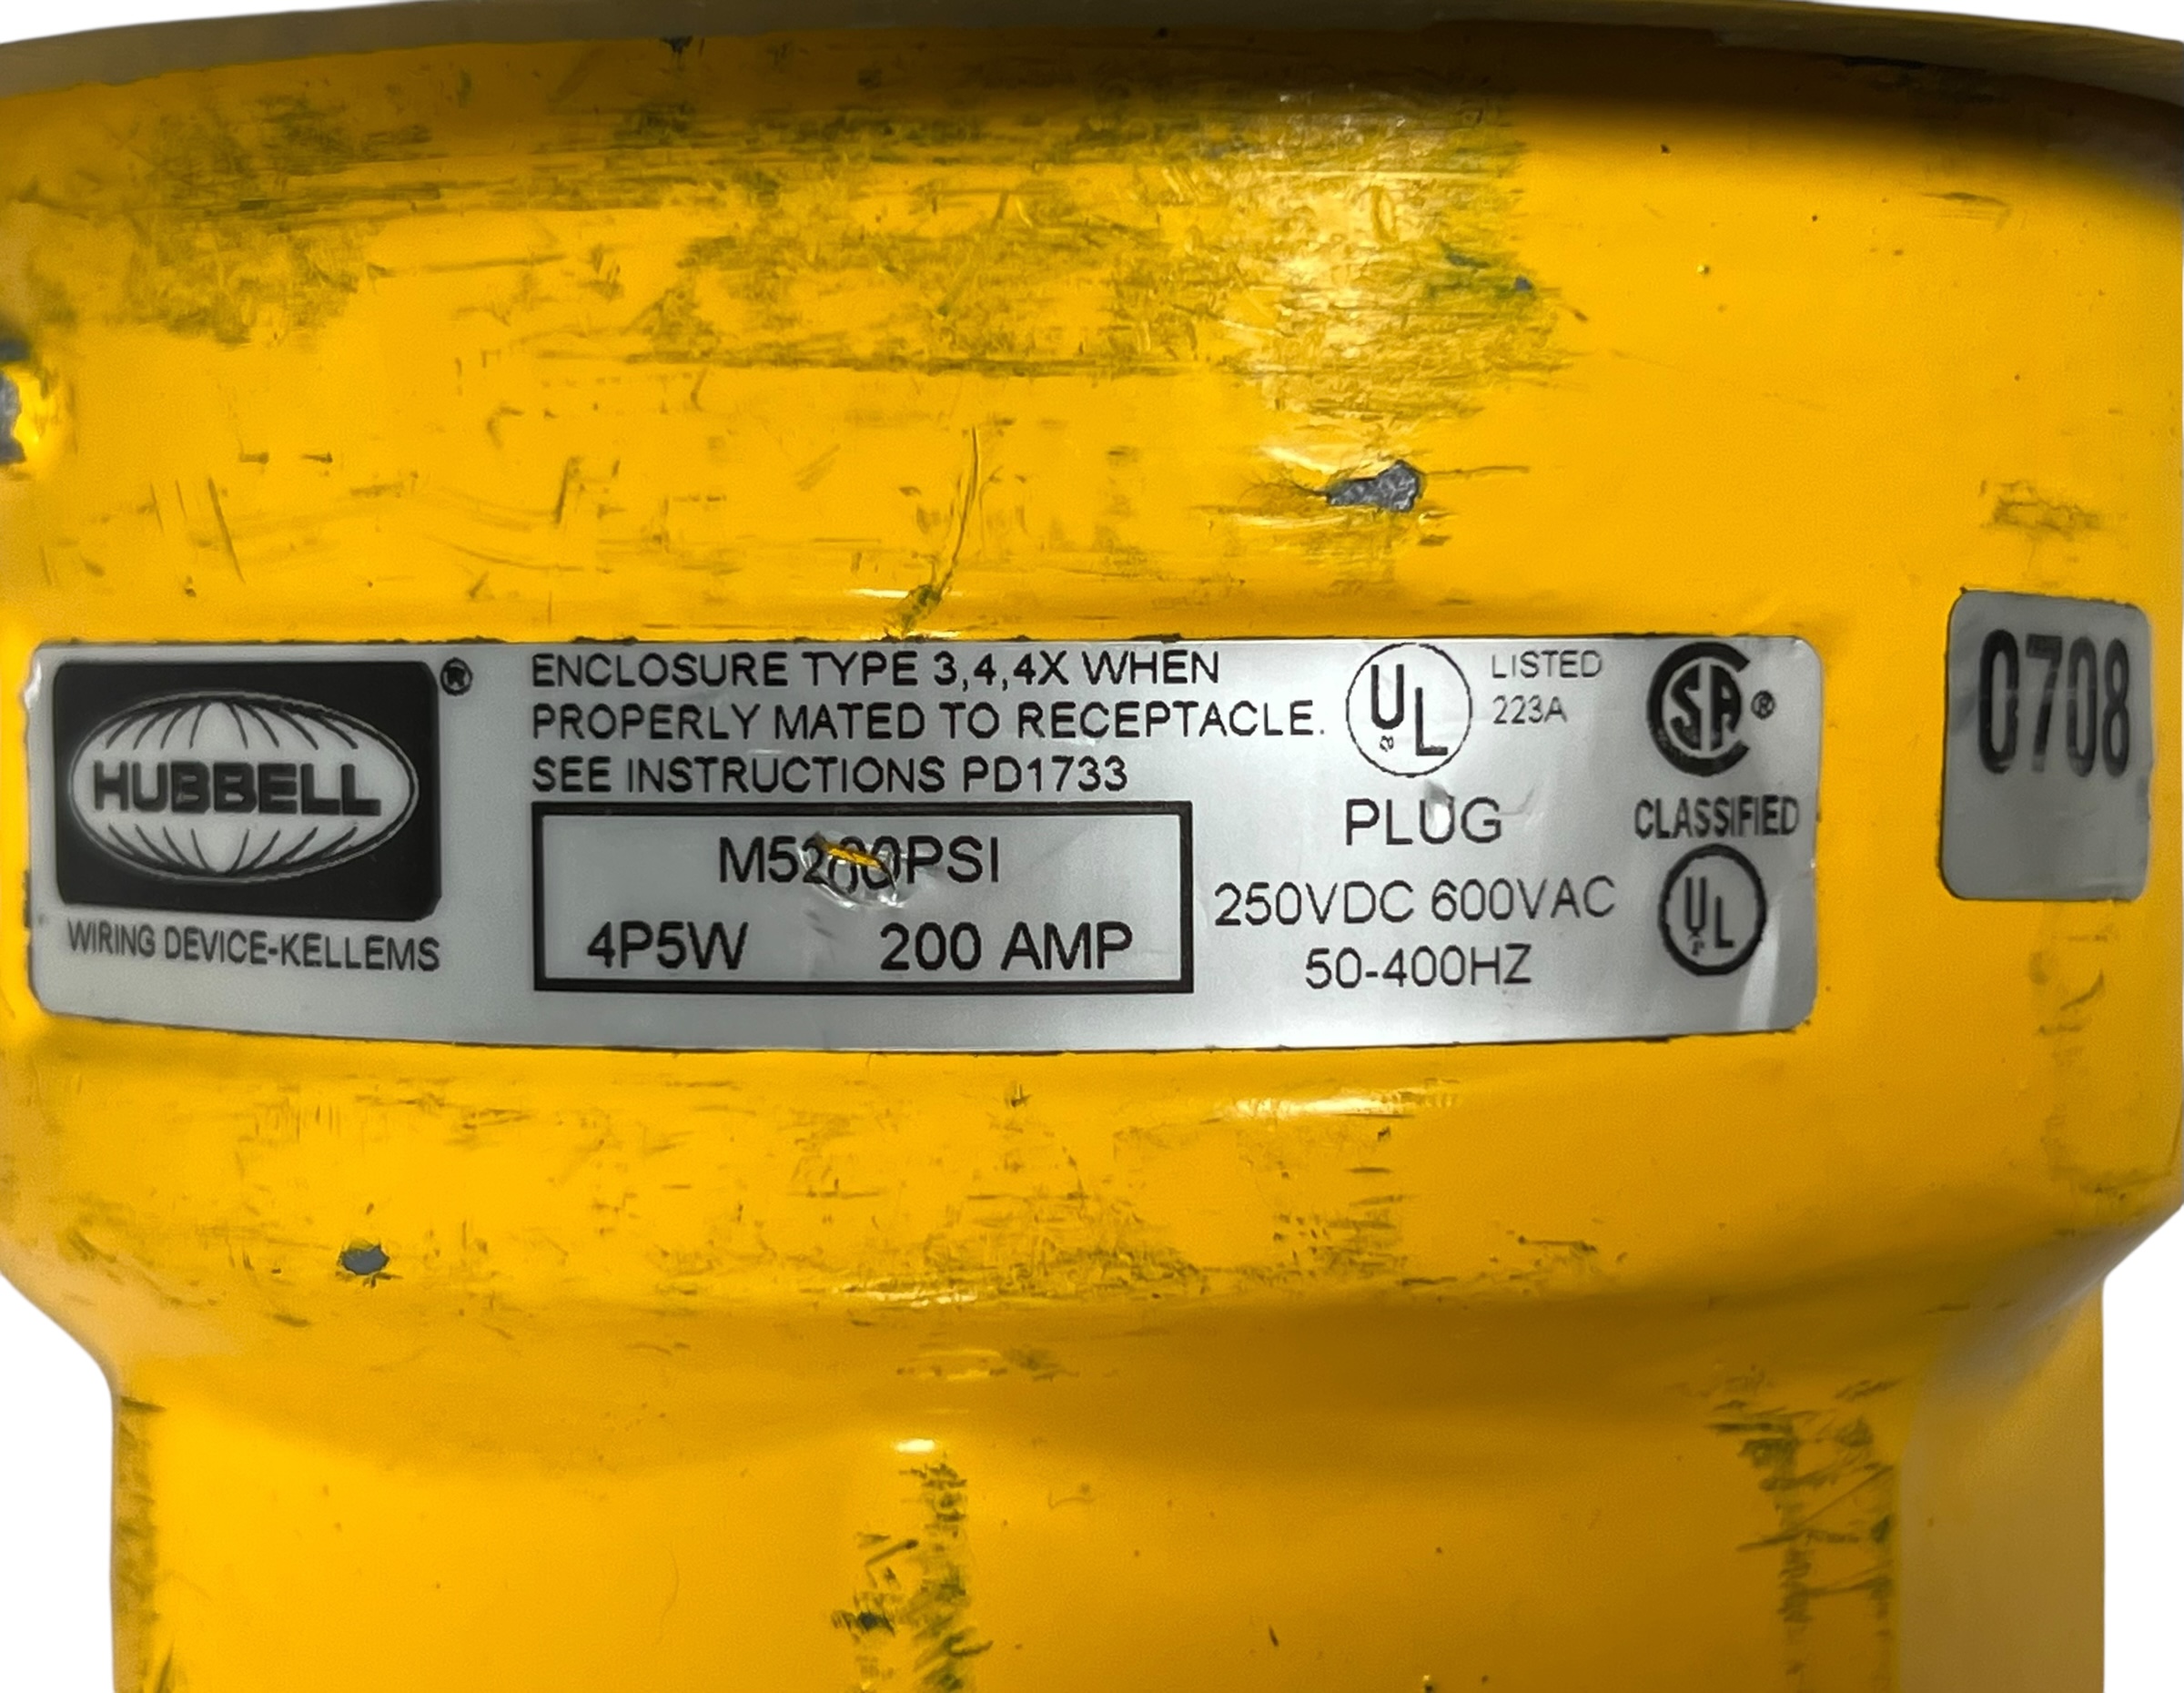 HUBBELL®
WIRING DEVICE-KELLEMS
ENCLOSURE TYPE 3,4,4X WHEN
PROPERLY MATED TO RECEPTACLE.
SEE INSTRUCTIONS PD1733
M5200PSI
4P5W 200 AMP
UL LISTED
223A
PLUG
250VDC 600VAC
50-400HZ
CSA®
CLASSIFIED
UL
0708